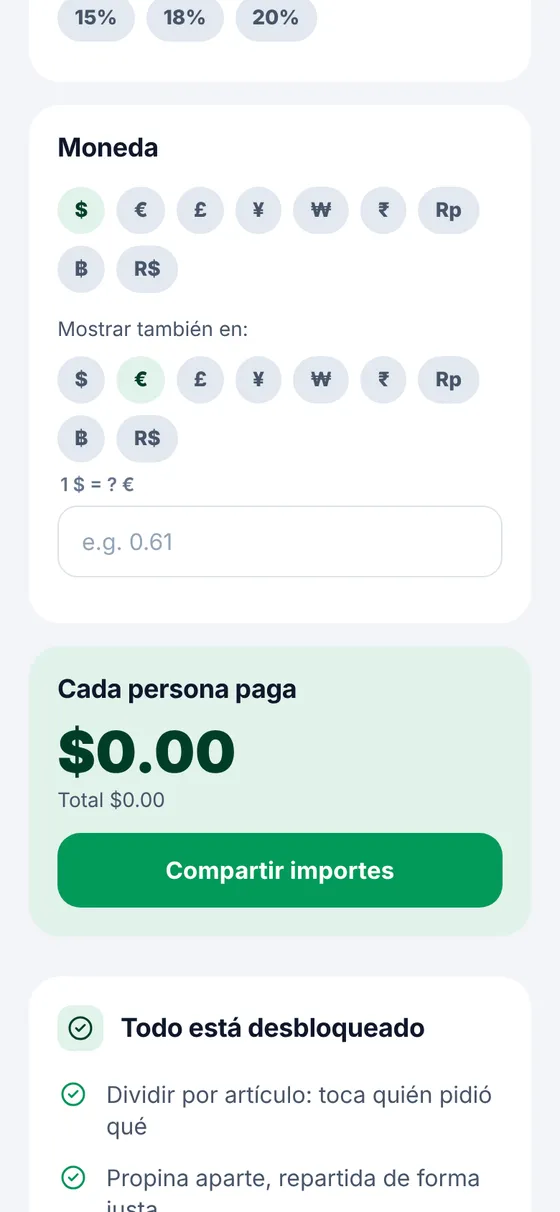 15% 18% 20%
Moneda
$ € £ ¥ ₩ ₹ Rp
฿ R$
Mostrar también en:
$ € £ ¥ ₩ ₹ Rp
฿ R$
1 $ = ? €
e.g. 0.61
Cada persona paga
$0.00
Total $0.00
Compartir importes
Todo está desbloqueado
Dividir por artículo: toca quién pidió
qué
Propina aparte, repartida de forma
justa